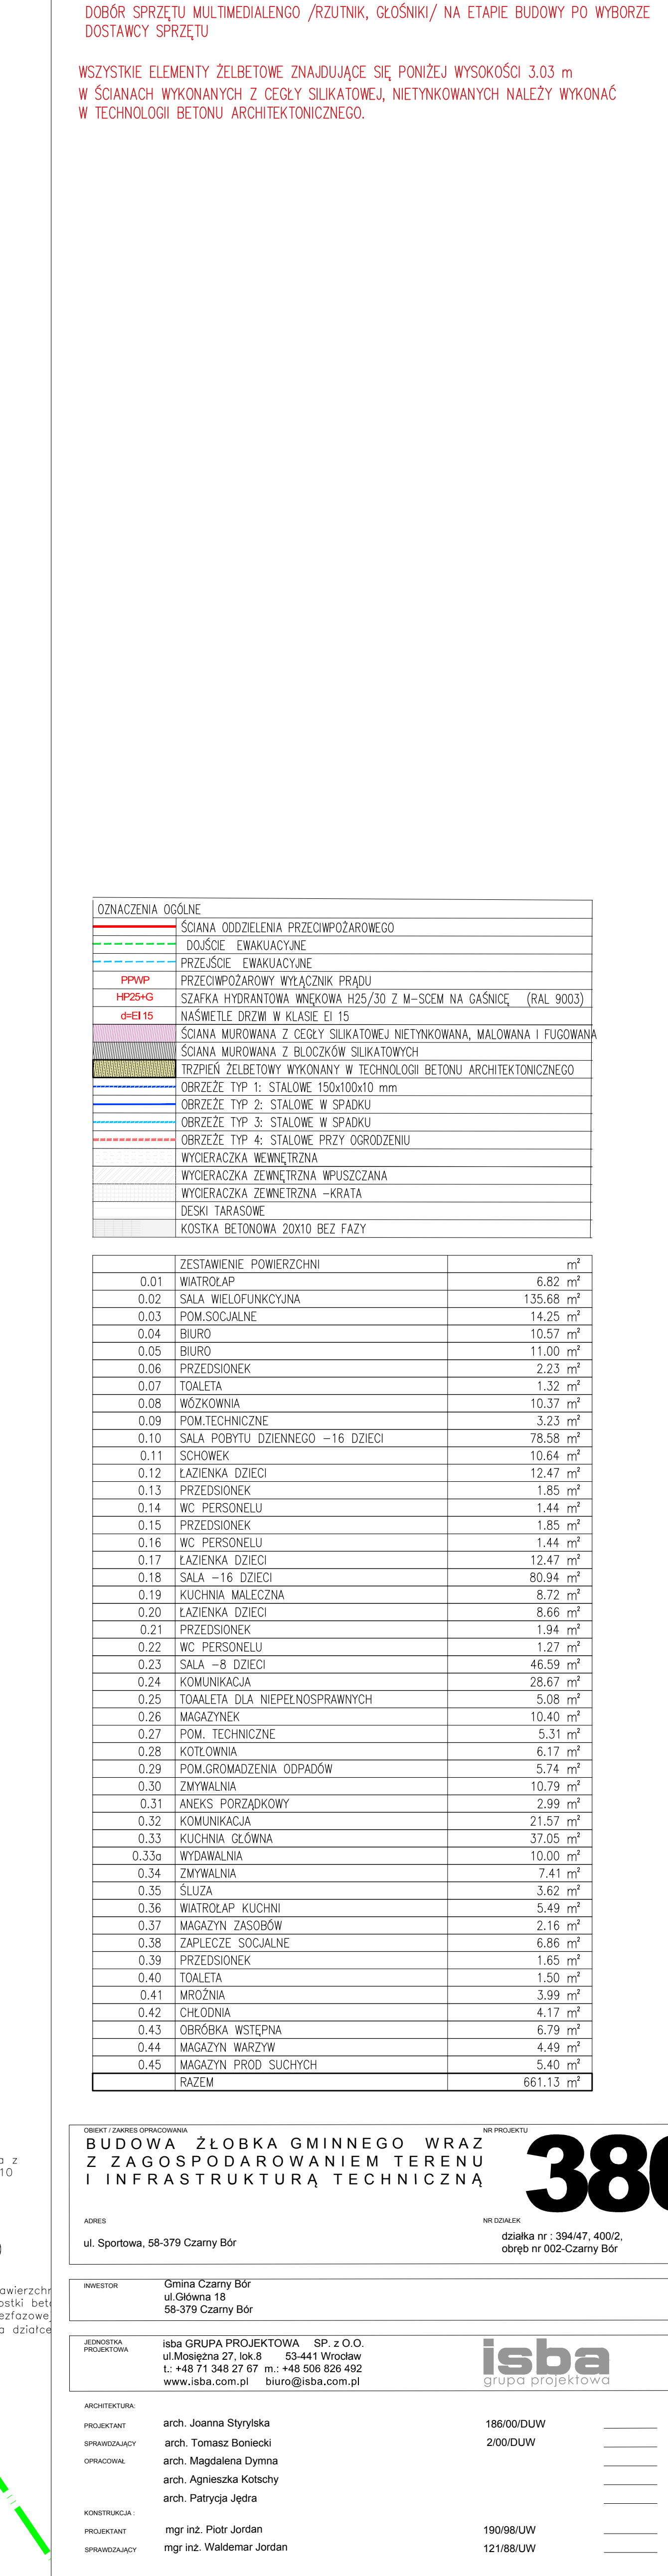 DOBÓR SPRZĘTU MULTIMEDIALENGO /RZUTNIK, GŁOŚNIKI/ NA ETAPIE BUDOWY PO WYBORZE
DOSTAWCY SPRZĘTU
WSZYSTKIE ELEMENTY ŻELBETOWE ZNAJDUJĄCE SIĘ PONIŻEJ WYSOKOŚCI 3.03 m
W ŚCIANACH WYKONANYCH Z CEGŁY SILIKATOWEJ, NIETYNKOWANYCH NALEŻY WYKONAĆ
W TECHNOLOGII BETONU ARCHITEKTONICZNEGO.
OZNACZENIA OGÓLNE
ŚCIANA ODDZIELENIA PRZECIWPOŻAROWEGO
DOJŚCIE EWAKUACYJNE
PRZEJŚCIE EWAKUACYJNE
PPWP PRZECIWPOŻAROWY WYŁĄCZNIK PRĄDU
HP25+G SZAFKA HYDRANTOWA WNĘKOWA H25/30 Z M-SCEM NA GAŚNICĘ (RAL 9003)
d=EI 15 NAŚWIETLE DRZWI W KLASIE EI 15
ŚCIANA MUROWANA Z CEGŁY SILIKATOWEJ NIETYNKOWANA, MALOWANA I FUGOWANA
ŚCIANA MUROWANA Z BLOCZKÓW SILIKATOWYCH
TRZPIEŃ ŻELBETOWY WYKONANY W TECHNOLOGII BETONU ARCHITEKTONICZNEGO
OBRZEŻE TYP 1: STALOWE 150x100x10 mm
OBRZEŻE TYP 2: STALOWE W SPADKU
OBRZEŻE TYP 3: STALOWE W SPADKU
OBRZEŻE TYP 4: STALOWE PRZY OGRODZENIU
WYCIERACZKA WEWNĘTRZNA
WYCIERACZKA ZEWNĘTRZNA WPUSZCZANA
WYCIERACZKA ZEWNETRZNA -KRATA
DESKI TARASOWE
KOSTKA BETONOWA 20X10 BEZ FAZY
ZESTAWIENIE POWIERZCHNI m²
0.01 WIATROŁAP 6.82 m²
0.02 SALA WIELOFUNKCYJNA 135.68 m²
0.03 POM.SOCJALNE 14.25 m²
0.04 BIURO 10.57 m²
0.05 BIURO 11.00 m²
0.06 PRZEDSIONEK 2.23 m²
0.07 TOALETA 1.32 m²
0.08 WÓZKOWNIA 10.37 m²
0.09 POM.TECHNICZNE 3.23 m²
0.10 SALA POBYTU DZIENNEGO -16 DZIECI 78.58 m²
0.11 SCHOWEK 10.64 m²
0.12 ŁAZIENKA DZIECI 12.47 m²
0.13 PRZEDSIONEK 1.85 m²
0.14 WC PERSONELU 1.44 m²
0.15 PRZEDSIONEK 1.85 m²
0.16 WC PERSONELU 1.44 m²
0.17 ŁAZIENKA DZIECI 12.47 m²
0.18 SALA -16 DZIECI 80.94 m²
0.19 KUCHNIA MALECZNA 8.72 m²
0.20 ŁAZIENKA DZIECI 8.66 m²
0.21 PRZEDSIONEK 1.94 m²
0.22 WC PERSONELU 1.27 m²
0.23 SALA -8 DZIECI 46.59 m²
0.24 KOMUNIKACJA 28.67 m²
0.25 TOAALETA DLA NIEPEŁNOSPRAWNYCH 5.08 m²
0.26 MAGAZYNEK 10.40 m²
0.27 POM. TECHNICZNE 5.31 m²
0.28 KOTŁOWNIA 6.17 m²
0.29 POM.GROMADZENIA ODPADÓW 5.74 m²
0.30 ZMYWALNIA 10.79 m²
0.31 ANEKS PORZĄDKOWY 2.99 m²
0.32 KOMUNIKACJA 21.57 m²
0.33 KUCHNIA GŁÓWNA 37.05 m²
0.33a WYDAWALNIA 10.00 m²
0.34 ZMYWALNIA 7.41 m²
0.35 ŚLUZA 3.62 m²
0.36 WIATROŁAP KUCHNI 5.49 m²
0.37 MAGAZYN ZASOBÓW 2.16 m²
0.38 ZAPLECZE SOCJALNE 6.86 m²
0.39 PRZEDSIONEK 1.65 m²
0.40 TOALETA 1.50 m²
0.41 MROŹNIA 3.99 m²
0.42 CHŁODNIA 4.17 m²
0.43 OBRÓBKA WSTĘPNA 6.79 m²
0.44 MAGAZYN WARZYW 4.49 m²
0.45 MAGAZYN PROD SUCHYCH 5.40 m²
RAZEM 661.13 m²
a z
10
awierzchn
ostki beto
ezfazowej
a działce
OBIEKT / ZAKRES OPRACOWANIA NR PROJEKTU
BUDOWA ŻŁOBKA GMINNEGO WRAZ
Z ZAGOSPODAROWANIEM TERENU
I INFRASTRUKTURĄ TECHNICZNĄ
380
ADRES NR DZIAŁEK
ul. Sportowa, 58-379 Czarny Bór
działka nr : 394/47, 400/2,
obręb nr 002-Czarny Bór
INWESTOR Gmina Czarny Bór
ul.Główna 18
58-379 Czarny Bór
JEDNOSTKA
PROJEKTOWA
isba GRUPA PROJEKTOWA SP. z O.O.
ul.Mosiężna 27, lok.8 53-441 Wrocław
t.: +48 71 348 27 67 m.: +48 506 826 492
www.isba.com.pl biuro@isba.com.pl
isba
grupa projektowa
ARCHITEKTURA:
PROJEKTANT arch. Joanna Styrylska 186/00/DUW
SPRAWDZAJĄCY arch. Tomasz Boniecki 2/00/DUW
OPRACOWAŁ arch. Magdalena Dymna
arch. Agnieszka Kotschy
arch. Patrycja Jędra
KONSTRUKCJA :
PROJEKTANT mgr inż. Piotr Jordan 190/98/UW
SPRAWDZAJĄCY mgr inż. Waldemar Jordan 121/88/UW